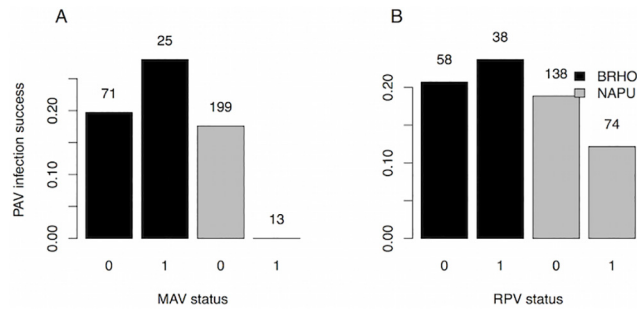 A
PAV infection success
0.00 0.10 0.20
71 25 199 13
0 1 0 1
MAV status
B
0.00 0.10 0.20
58 38 138 74
BRHO
NAPU
0 1 0 1
RPV status